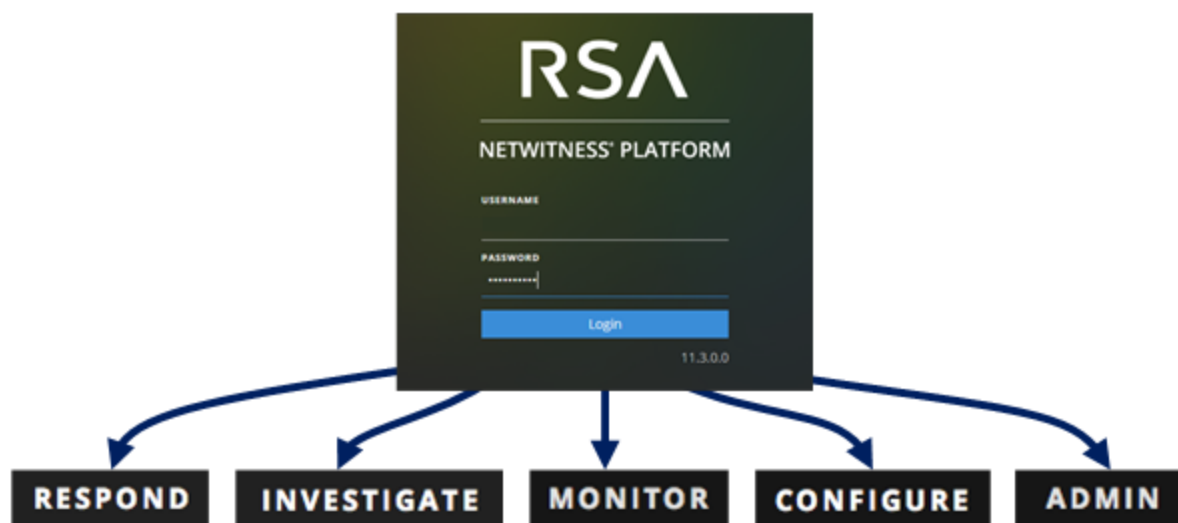 RSA
NETWITNESS® PLATFORM
USERNAME
PASSWORD
••••••••••
Login
11.3.0.0
RESPOND INVESTIGATE MONITOR CONFIGURE ADMIN